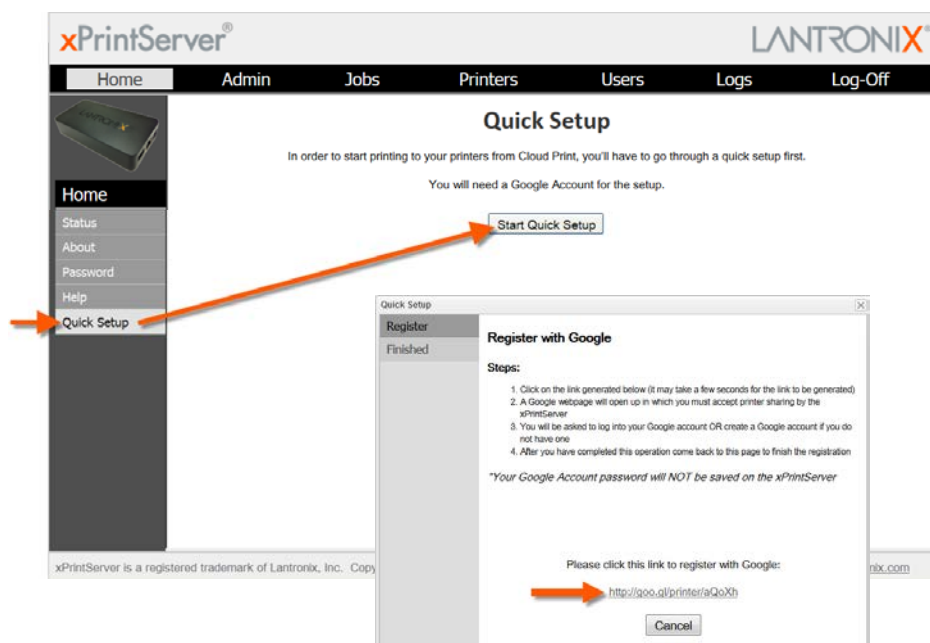 xPrintServer®
LANTRONIX®
Home Admin Jobs Printers Users Logs Log-Off
LANTRONIX
Quick Setup
In order to start printing to your printers from Cloud Print, you'll have to go through a quick setup first.
You will need a Google Account for the setup.
Start Quick Setup
Home
Status
About
Password
Help
Quick Setup
Quick Setup
Register
Finished
Register with Google
Steps:
1. Click on the link generated below (it may take a few seconds for the link to be generated)
2. A Google webpage will open up in which you must accept printer sharing by the
xPrintServer
3. You will be asked to log into your Google account OR create a Google account if you do
not have one
4. After you have completed this operation come back to this page to finish the registration
*Your Google Account password will NOT be saved on the xPrintServer
Please click this link to register with Google:
http://goo.gl/printer/aQoXh
Cancel
xPrintServer is a registered trademark of Lantronix, Inc. Copy
nix.com